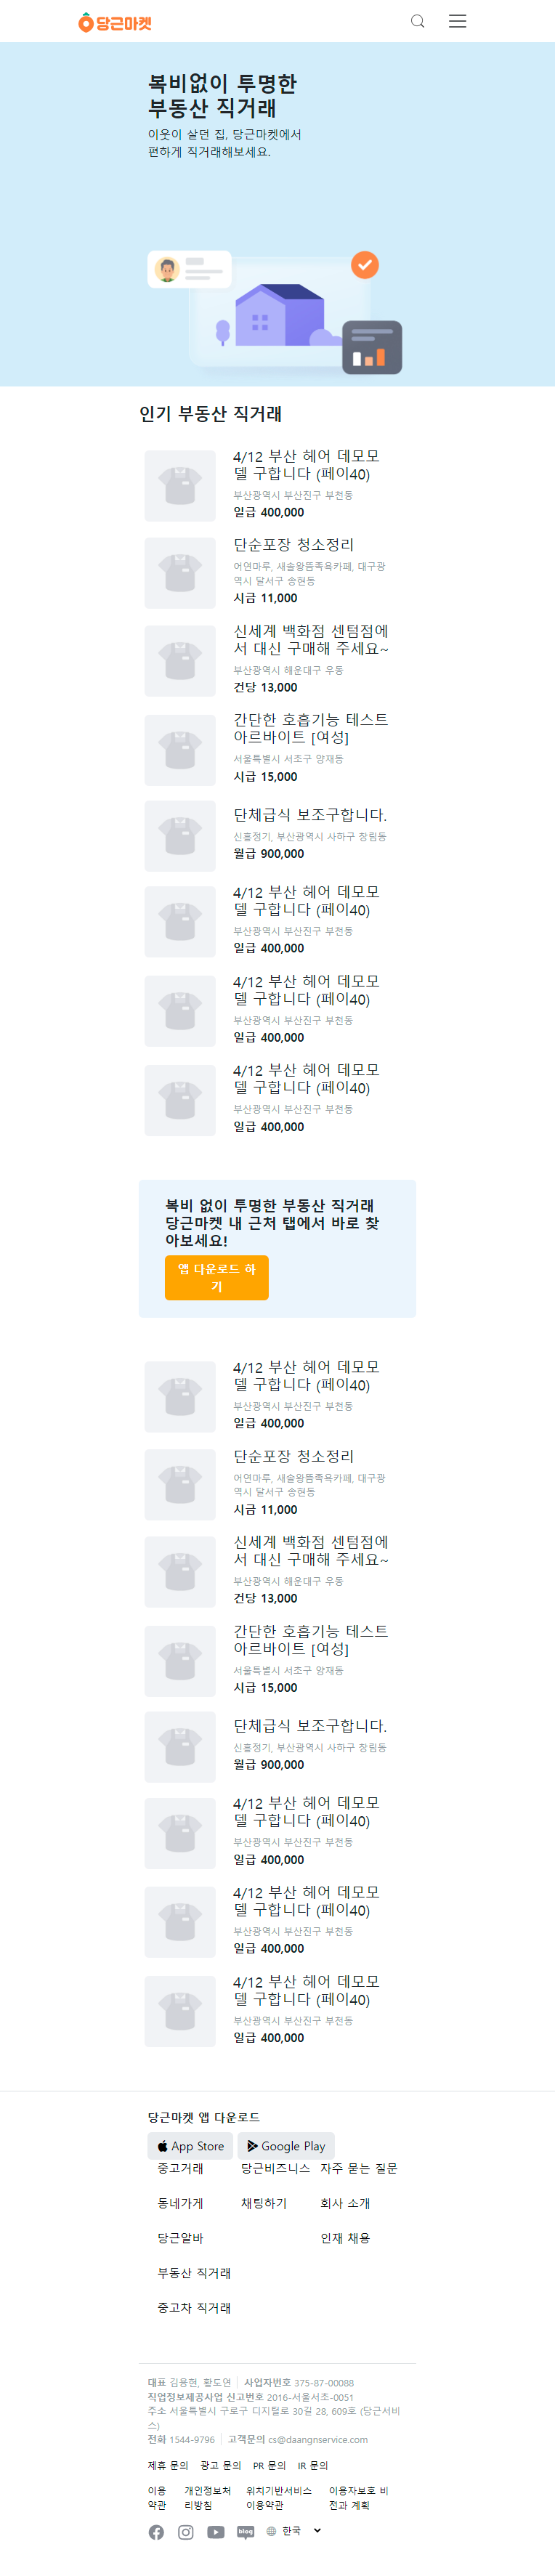 당근마켓
복비없이 투명한
부동산 직거래
이웃이 살던 집, 당근마켓에서
편하게 직거래해보세요.
인기 부동산 직거래
4/12 부산 헤어 데모모
델 구합니다 (페이40)
부산광역시 부산진구 부천동
일급 400,000
단순포장 청소정리
어연마루, 새솔왕뜸족욕카페, 대구광
역시 달서구 송현동
시급 11,000
신세계 백화점 센텀점에
서 대신 구매해 주세요~
부산광역시 해운대구 우동
건당 13,000
간단한 호흡기능 테스트
아르바이트 [여성]
서울특별시 서초구 양재동
시급 15,000
단체급식 보조구합니다.
신흥정기, 부산광역시 사하구 장림동
월급 900,000
4/12 부산 헤어 데모모
델 구합니다 (페이40)
부산광역시 부산진구 부천동
일급 400,000
4/12 부산 헤어 데모모
델 구합니다 (페이40)
부산광역시 부산진구 부천동
일급 400,000
4/12 부산 헤어 데모모
델 구합니다 (페이40)
부산광역시 부산진구 부천동
일급 400,000
복비 없이 투명한 부동산 직거래
당근마켓 내 근처 탭에서 바로 찾
아보세요!
앱 다운로드 하
기
4/12 부산 헤어 데모모
델 구합니다 (페이40)
부산광역시 부산진구 부천동
일급 400,000
단순포장 청소정리
어연마루, 새솔왕뜸족욕카페, 대구광
역시 달서구 송현동
시급 11,000
신세계 백화점 센텀점에
서 대신 구매해 주세요~
부산광역시 해운대구 우동
건당 13,000
간단한 호흡기능 테스트
아르바이트 [여성]
서울특별시 서초구 양재동
시급 15,000
단체급식 보조구합니다.
신흥정기, 부산광역시 사하구 장림동
월급 900,000
4/12 부산 헤어 데모모
델 구합니다 (페이40)
부산광역시 부산진구 부천동
일급 400,000
4/12 부산 헤어 데모모
델 구합니다 (페이40)
부산광역시 부산진구 부천동
일급 400,000
4/12 부산 헤어 데모모
델 구합니다 (페이40)
부산광역시 부산진구 부천동
일급 400,000
당근마켓 앱 다운로드
App Store Google Play
중고거래 당근비즈니스 자주 묻는 질문
동네가게 채팅하기 회사 소개
당근알바 인재 채용
부동산 직거래
중고차 직거래
대표 김용현, 황도연 사업자번호 375-87-00088
직업정보제공사업 신고번호 2016-서울서초-0051
주소 서울특별시 구로구 디지털로 30길 28, 609호 (당근서비
스)
전화 1544-9796 고객문의 cs@daangnservice.com
제휴 문의 광고 문의 PR 문의 IR 문의
이용 개인정보처 위치기반서비스 이용자보호 비
약관 리방침 이용약관 전과 계획
blog 한국